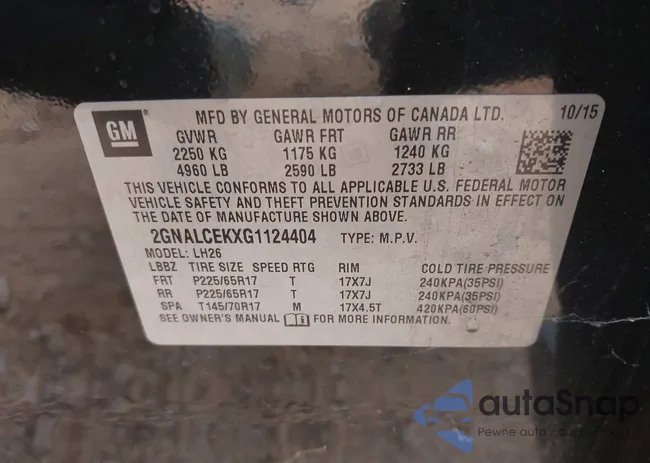 GM
MFD BY GENERAL MOTORS OF CANADA LTD. 10/15
GVWR GAWR FRT GAWR RR
2250 KG 1175 KG 1240 KG
4960 LB 2590 LB 2733 LB
THIS VEHICLE CONFORMS TO ALL APPLICABLE U.S. FEDERAL MOTOR
VEHICLE SAFETY AND THEFT PREVENTION STANDARDS IN EFFECT ON
THE DATE OF MANUFACTURE SHOWN ABOVE.
2GNALCEKXG1124404 TYPE: M.P.V.
MODEL: LH26
LBBZ TIRE SIZE SPEED RTG RIM COLD TIRE PRESSURE
FRT P225/65R17 T 17X7J 240KPA(35PSI)
RR P225/65R17 T 17X7J 240KPA(35PSI)
SPA T145/70R17 M 17X4.5T 420KPA(60PSI)
SEE OWNER'S MANUAL FOR MORE INFORMATION.
autoSnap
Pewne auto z USA